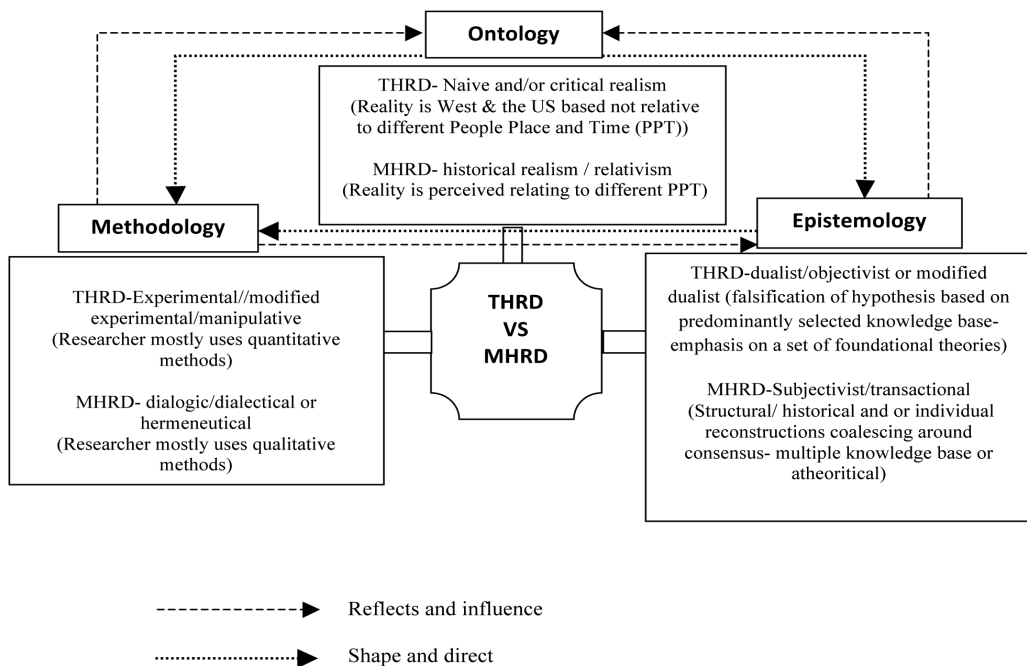 Ontology
THRD- Naive and/or critical realism
(Reality is West & the US based not relative
to different People Place and Time (PPT))
MHRD- historical realism / relativism
(Reality is perceived relating to different PPT)
Methodology
Epistemology
THRD-Experimental//modified
experimental/manipulative
(Researcher mostly uses quantitative
methods)
MHRD- dialogic/dialectical or
hermeneutical
(Researcher mostly uses qualitative
methods)
THRD
VS
MHRD
THRD-dualist/objectivist or modified
dualist (falsification of hypothesis based on
predominantly selected knowledge base-
emphasis on a set of foundational theories)
MHRD-Subjectivist/transactional
(Structural/ historical and or individual
reconstructions coalescing around
consensus- multiple knowledge base or
atheoritical)
Reflects and influence
Shape and direct